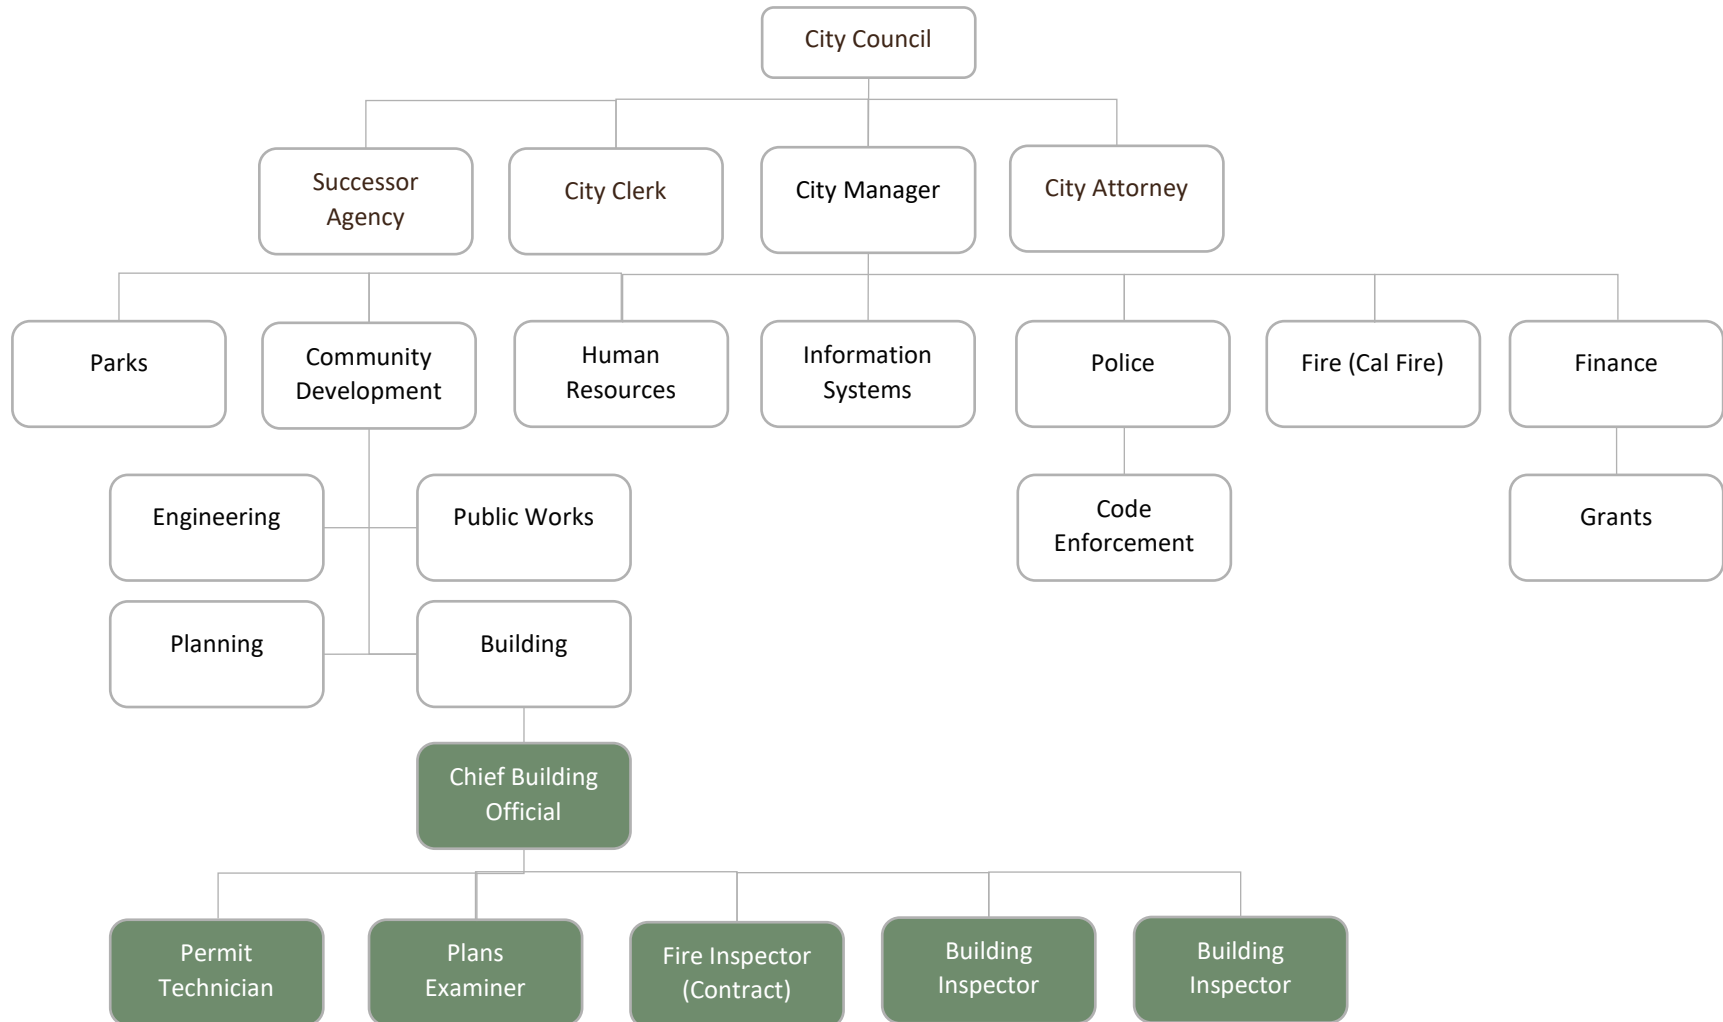 City Council
Successor
Agency
City Clerk
City Manager
City Attorney
Parks
Community
Development
Human
Resources
Information
Systems
Police
Fire (Cal Fire)
Finance
Engineering
Public Works
Code
Enforcement
Grants
Planning
Building
Chief Building
Official
Permit
Technician
Plans
Examiner
Fire Inspector
(Contract)
Building
Inspector
Building
Inspector